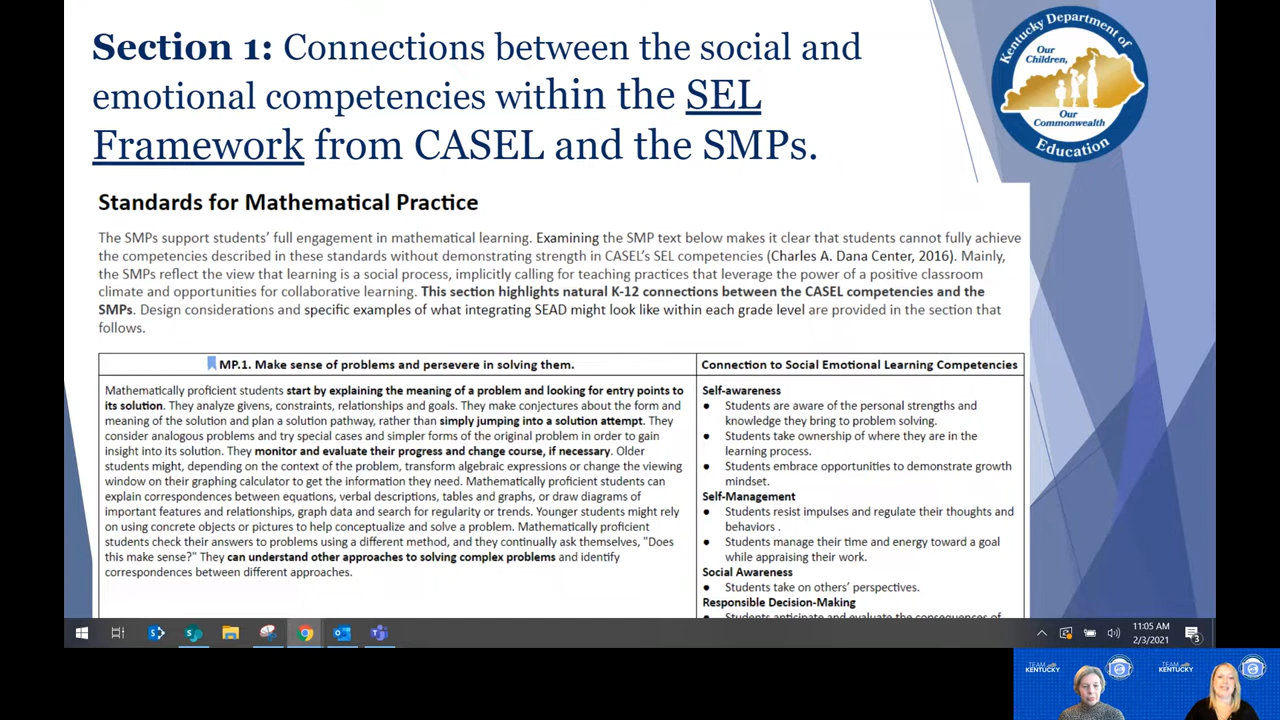 Section 1: Connections between the social and
emotional competencies within the SEL
Framework from CASEL and the SMPs.
Kentucky Department of
Education
Our
Children,
Our
Commonwealth
Standards for Mathematical Practice
The SMPs support students' full engagement in mathematical learning. Examining the SMP text below makes it clear that students cannot fully achieve
the competencies described in these standards without demonstrating strength in CASEL's SEL competencies (Charles A. Dana Center, 2016). Mainly,
the SMPs reflect the view that learning is a social process, implicitly calling for teaching practices that leverage the power of a positive classroom
climate and opportunities for collaborative learning. This section highlights natural K-12 connections between the CASEL competencies and the
SMPs. Design considerations and specific examples of what integrating SEAD might look like within each grade level are provided in the section that
follows.
MP.1. Make sense of problems and persevere in solving them.
Mathematically proficient students start by explaining the meaning of a problem and looking for entry points to
its solution. They analyze givens, constraints, relationships and goals. They make conjectures about the form and
meaning of the solution and plan a solution pathway, rather than simply jumping into a solution attempt. They
consider analogous problems and try special cases and simpler forms of the original problem in order to gain
insight into its solution. They monitor and evaluate their progress and change course, if necessary. Older
students might, depending on the context of the problem, transform algebraic expressions or change the viewing
window on their graphing calculator to get the information they need. Mathematically proficient students can
explain correspondences between equations, verbal descriptions, tables and graphs, or draw diagrams of
important features and relationships, graph data and search for regularity or trends. Younger students might rely
on using concrete objects or pictures to help conceptualize and solve a problem. Mathematically proficient
students check their answers to problems using a different method, and they continually ask themselves, "Does
this make sense?" They can understand other approaches to solving complex problems and identify
correspondences between different approaches.
Connection to Social Emotional Learning Competencies
Self-awareness
● Students are aware of the personal strengths and
knowledge they bring to problem solving.
● Students take ownership of where they are in the
learning process.
● Students embrace opportunities to demonstrate growth
mindset.
Self-Management
● Students resist impulses and regulate their thoughts and
behaviors .
● Students manage their time and energy toward a goal
while appraising their work.
Social Awareness
● Students take on others' perspectives.
Responsible Decision-Making
● Students anticipate and evaluate the consequences of
11:05 AM
2/3/2021
3
TEAM
KENTUCKY
TEAM
KENTUCKY